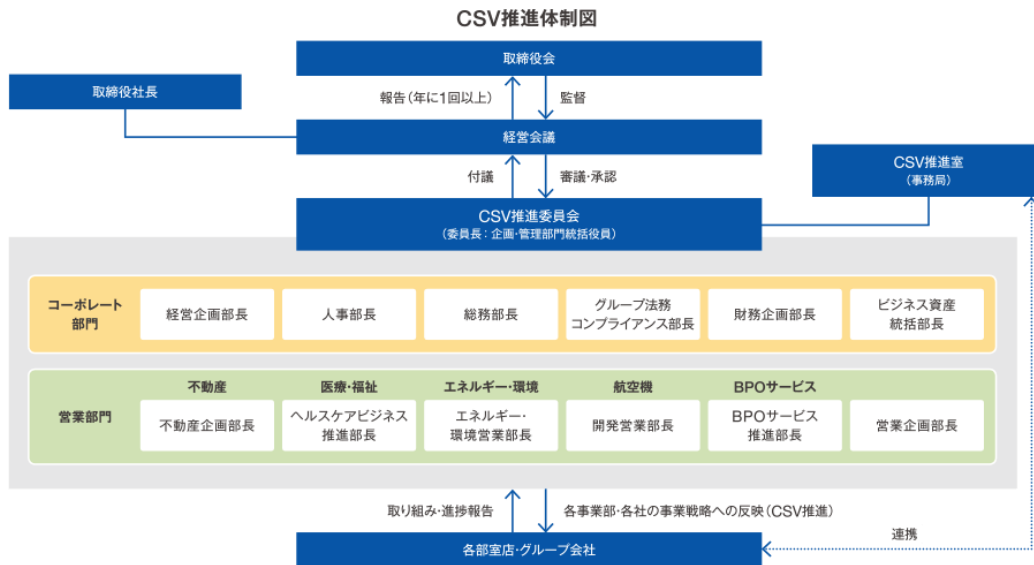 CSV推進体制図
取締役会
取締役社長
報告（年に1回以上）
監督
経営会議
付議
審議・承認
CSV推進室
（事務局）
CSV推進委員会
（委員長：企画・管理部門統括役員）
コーポレート
部門
経営企画部長
人事部長
総務部長
グループ法務
コンプライアンス部長
財務企画部長
ビジネス資産
統括部長
営業部門
不動産
不動産企画部長
医療・福祉
ヘルスケアビジネス
推進部長
エネルギー・環境
エネルギー・
環境営業部長
航空機
開発営業部長
BPOサービス
BPOサービス
推進部長
営業企画部長
取り組み・進捗報告
各事業部・各社の事業戦略への反映（CSV推進）
連携
各部室店・グループ会社